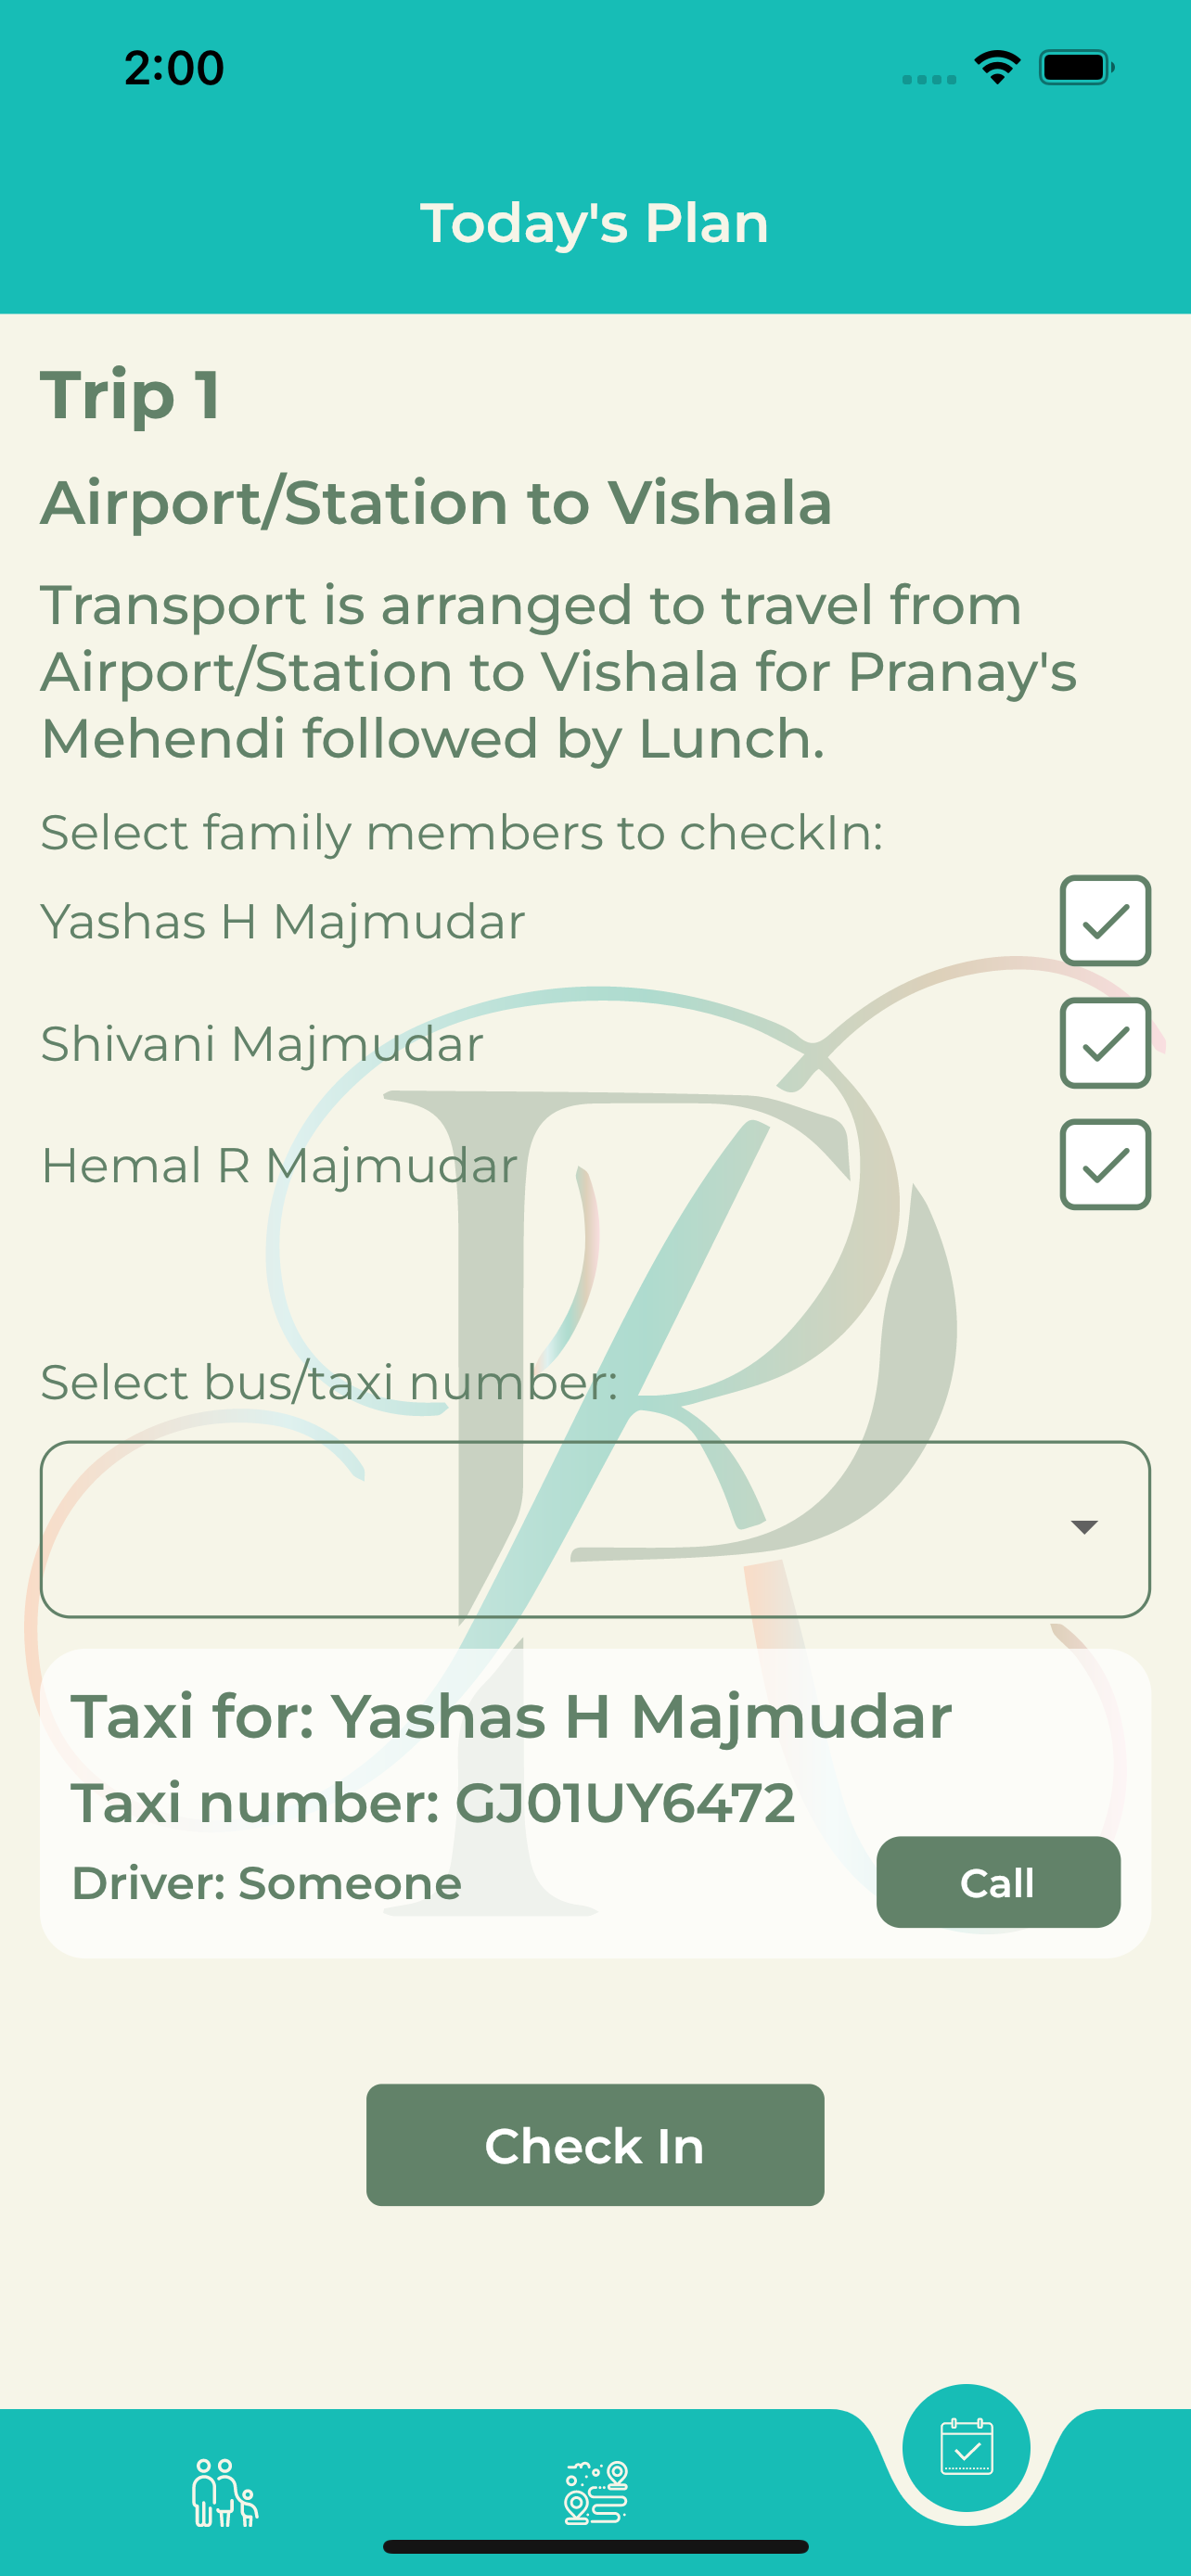 2:00
Today's Plan
Trip 1
Airport/Station to Vishala
Transport is arranged to travel from
Airport/Station to Vishala for Pranay's
Mehendi followed by Lunch.
Select family members to checkIn:
Yashas H Majmudar
Shivani Majmudar
Hemal R Majmudar
Select bus/taxi number:
Taxi for: Yashas H Majmudar
Taxi number: GJ01UY6472
Driver: Someone
Call
Check In